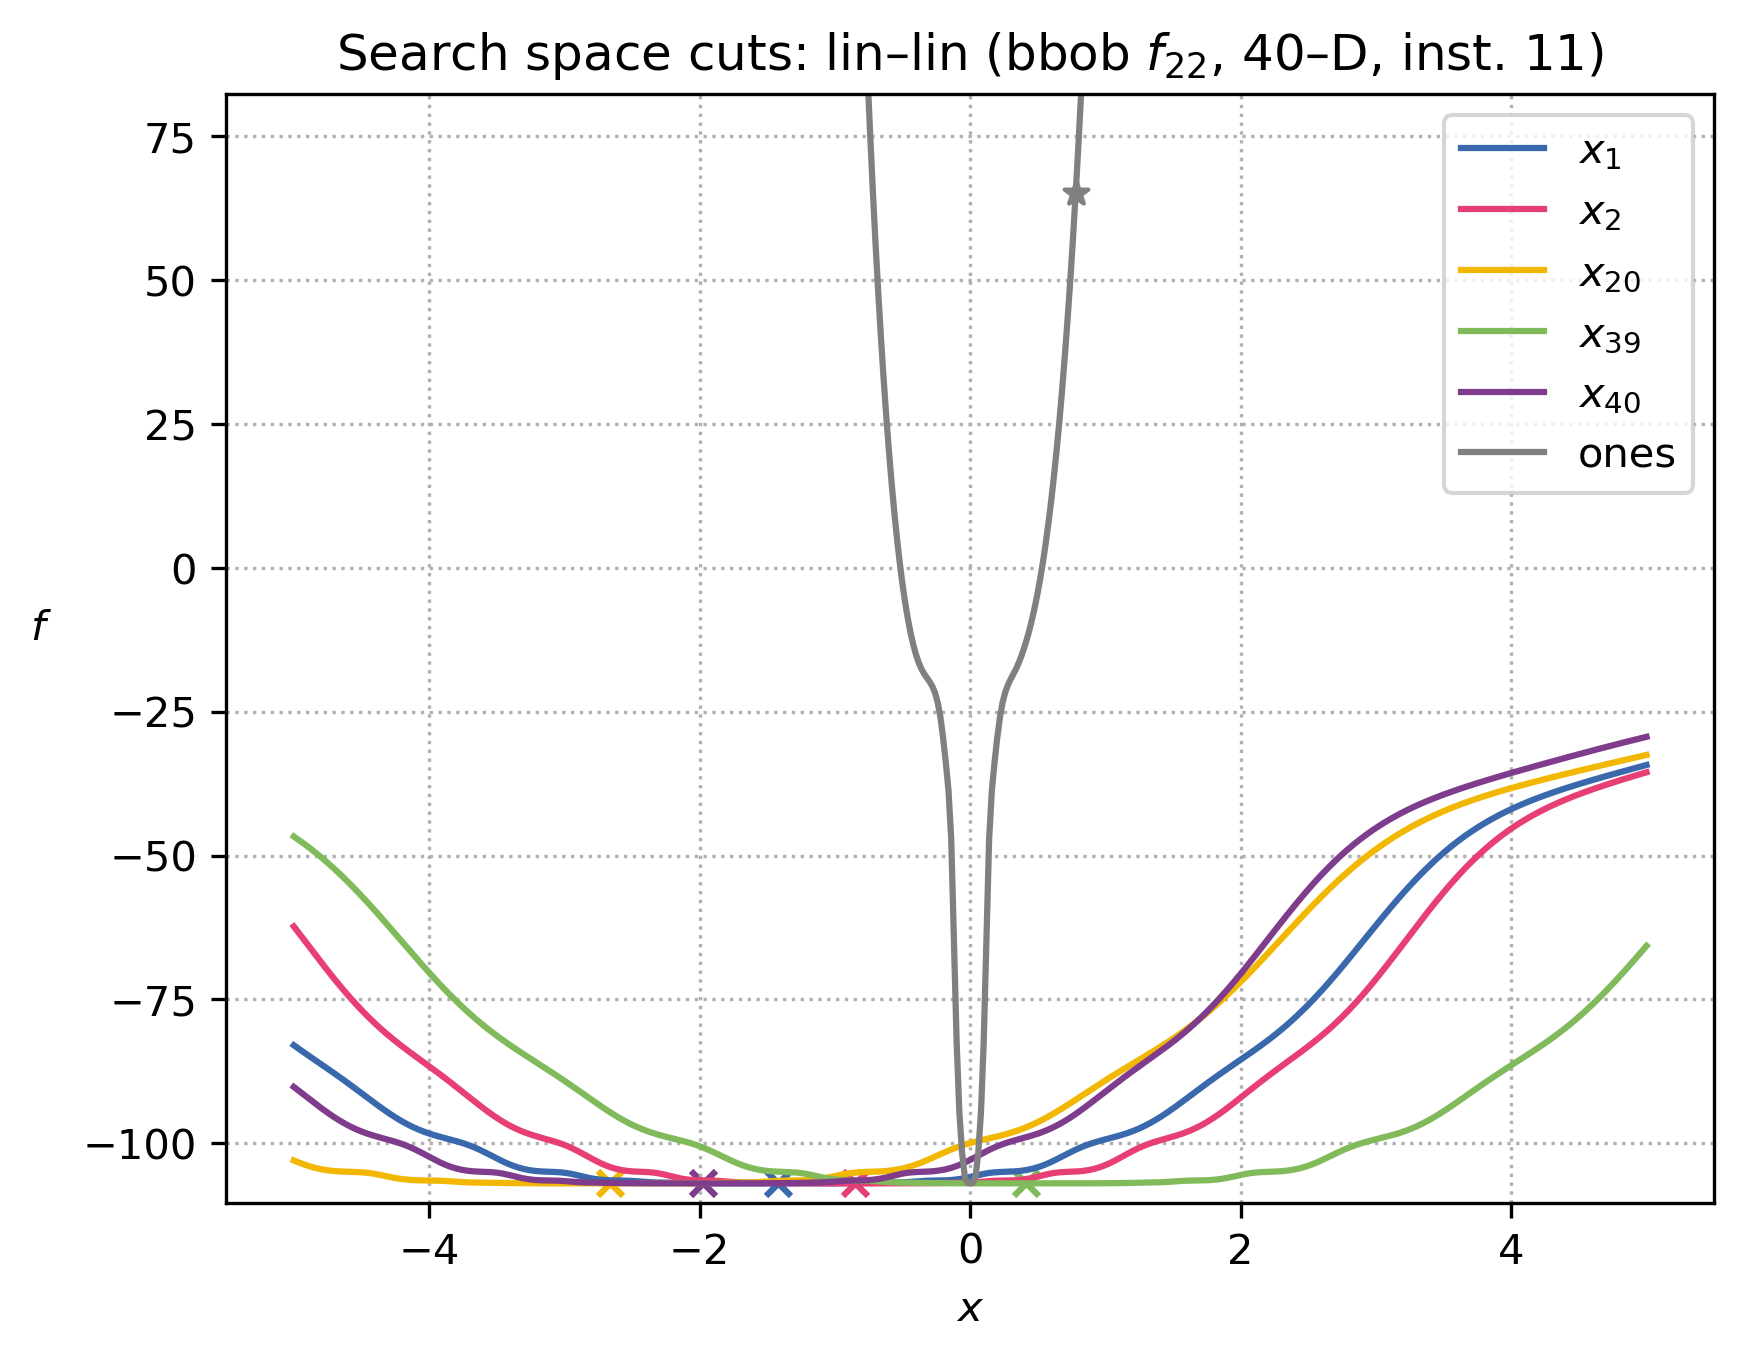 Search space cuts: lin–lin (bbob f₂₂, 40–D, inst. 11)
75
50
25
0
−25
−50
−75
−100
f
x₁
x₂
x₂₀
x₃₉
x₄₀
ones
−4 −2 0 2 4
x